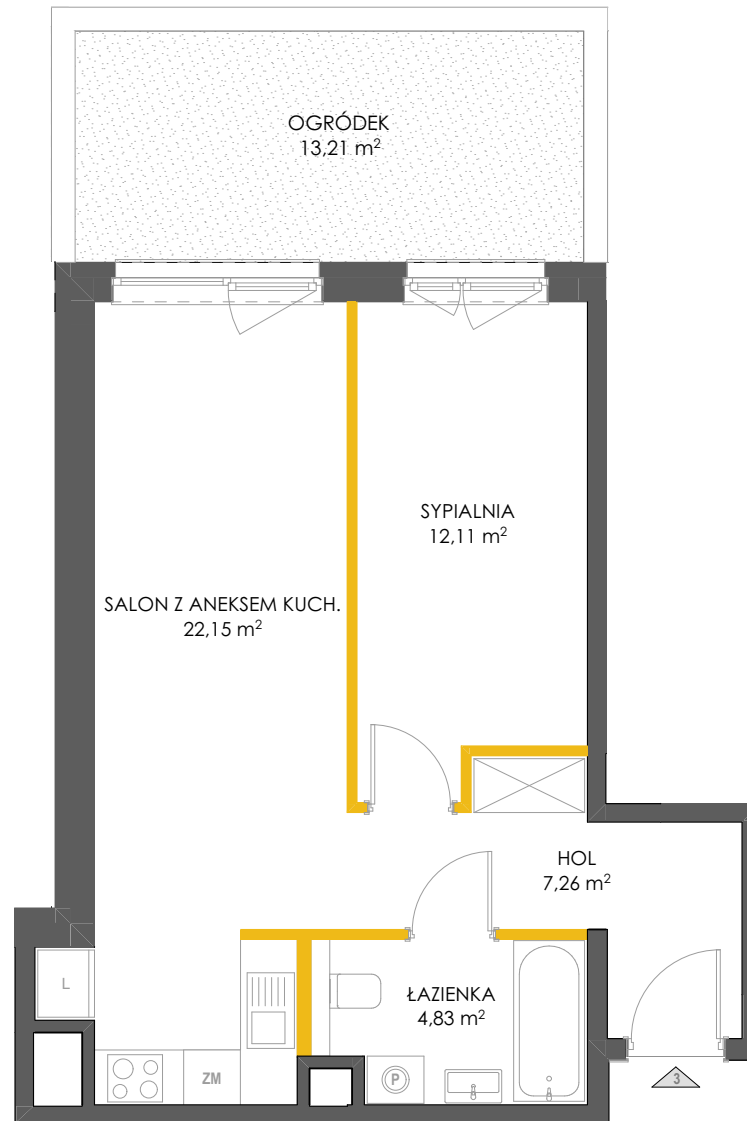 OGRÓDEK
13,21 m²
SYPIALNIA
12,11 m²
SALON Z ANEKSEM KUCH.
22,15 m²
HOL
7,26 m²
L
ŁAZIENKA
4,83 m²
ZM
P
3